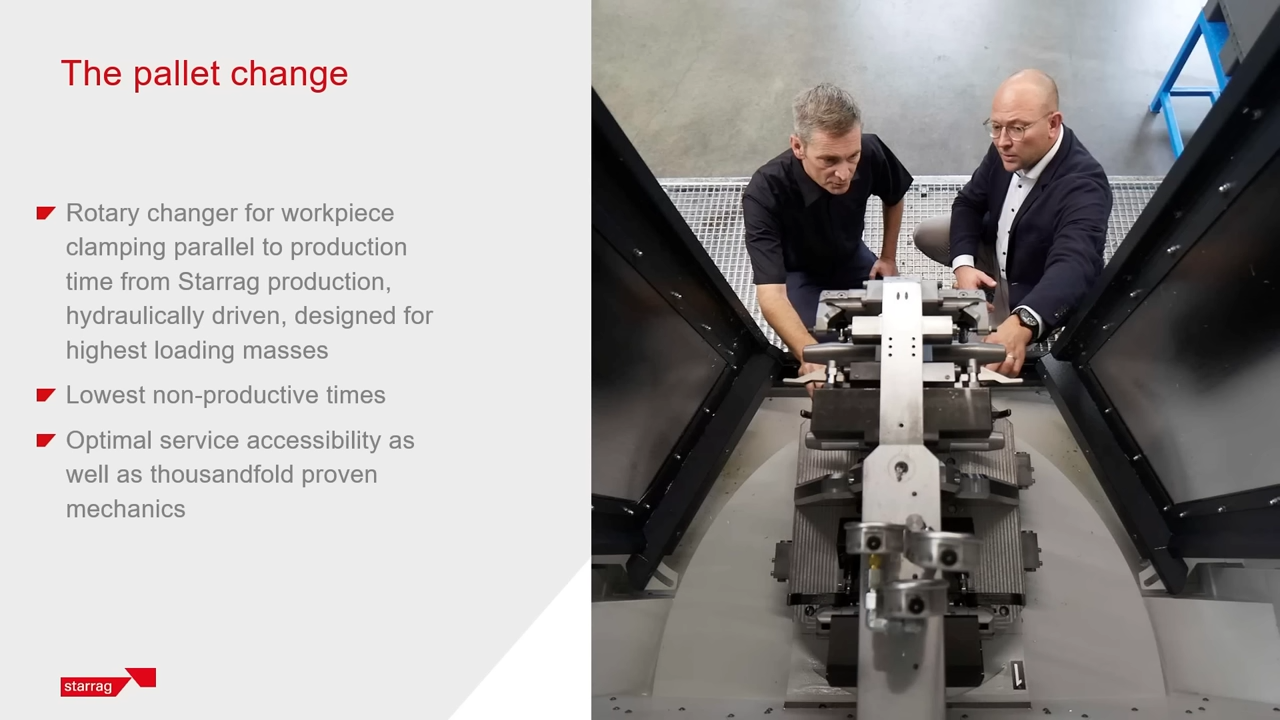 The pallet change
Rotary changer for workpiece
clamping parallel to production
time from Starrag production,
hydraulically driven, designed for
highest loading masses
Lowest non-productive times
Optimal service accessibility as
well as thousandfold proven
mechanics
starrag
1